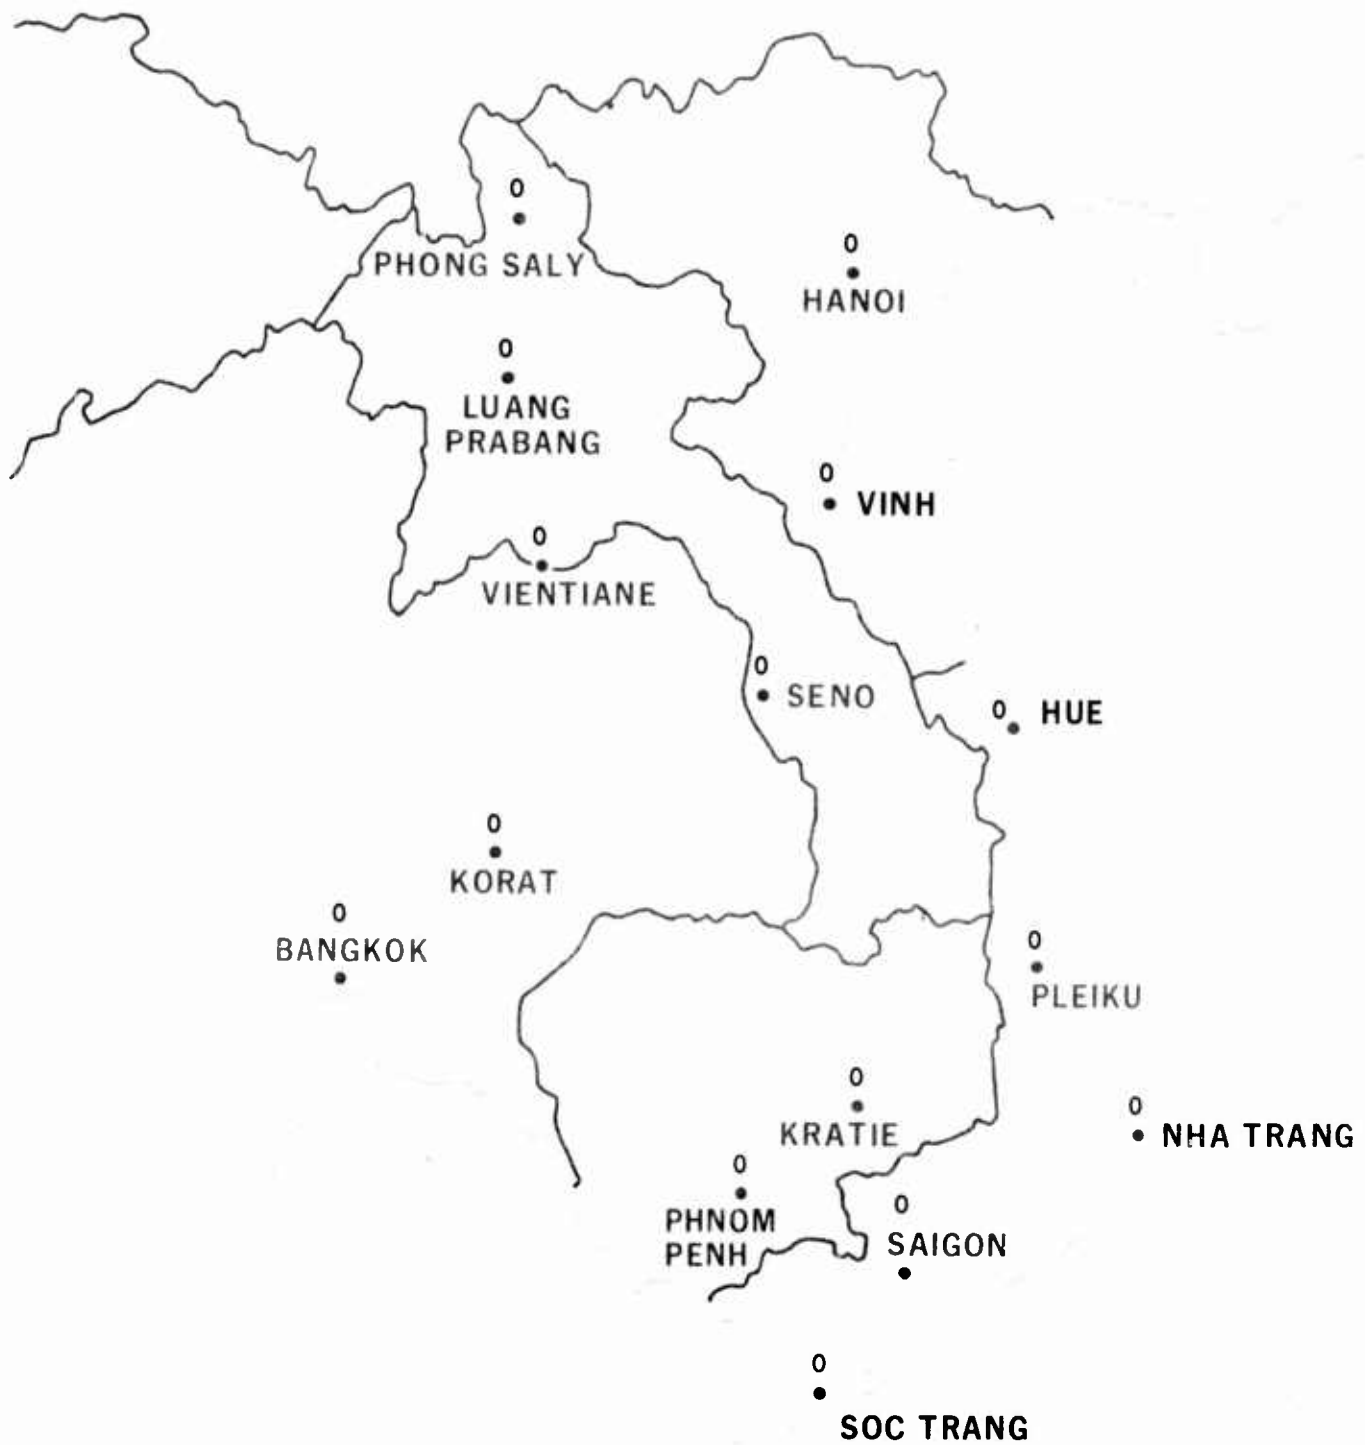 0
PHONG SALY
0
HANOI
0
LUANG
PRABANG
0
VINH
0
VIENTIANE
0
SENO
0
HUE
0
KORAT
0
BANGKOK
0
PLEIKU
0
KRATIE
0
NHA TRANG
0
PHNOM
PENH
0
SAIGON
0
SOC TRANG